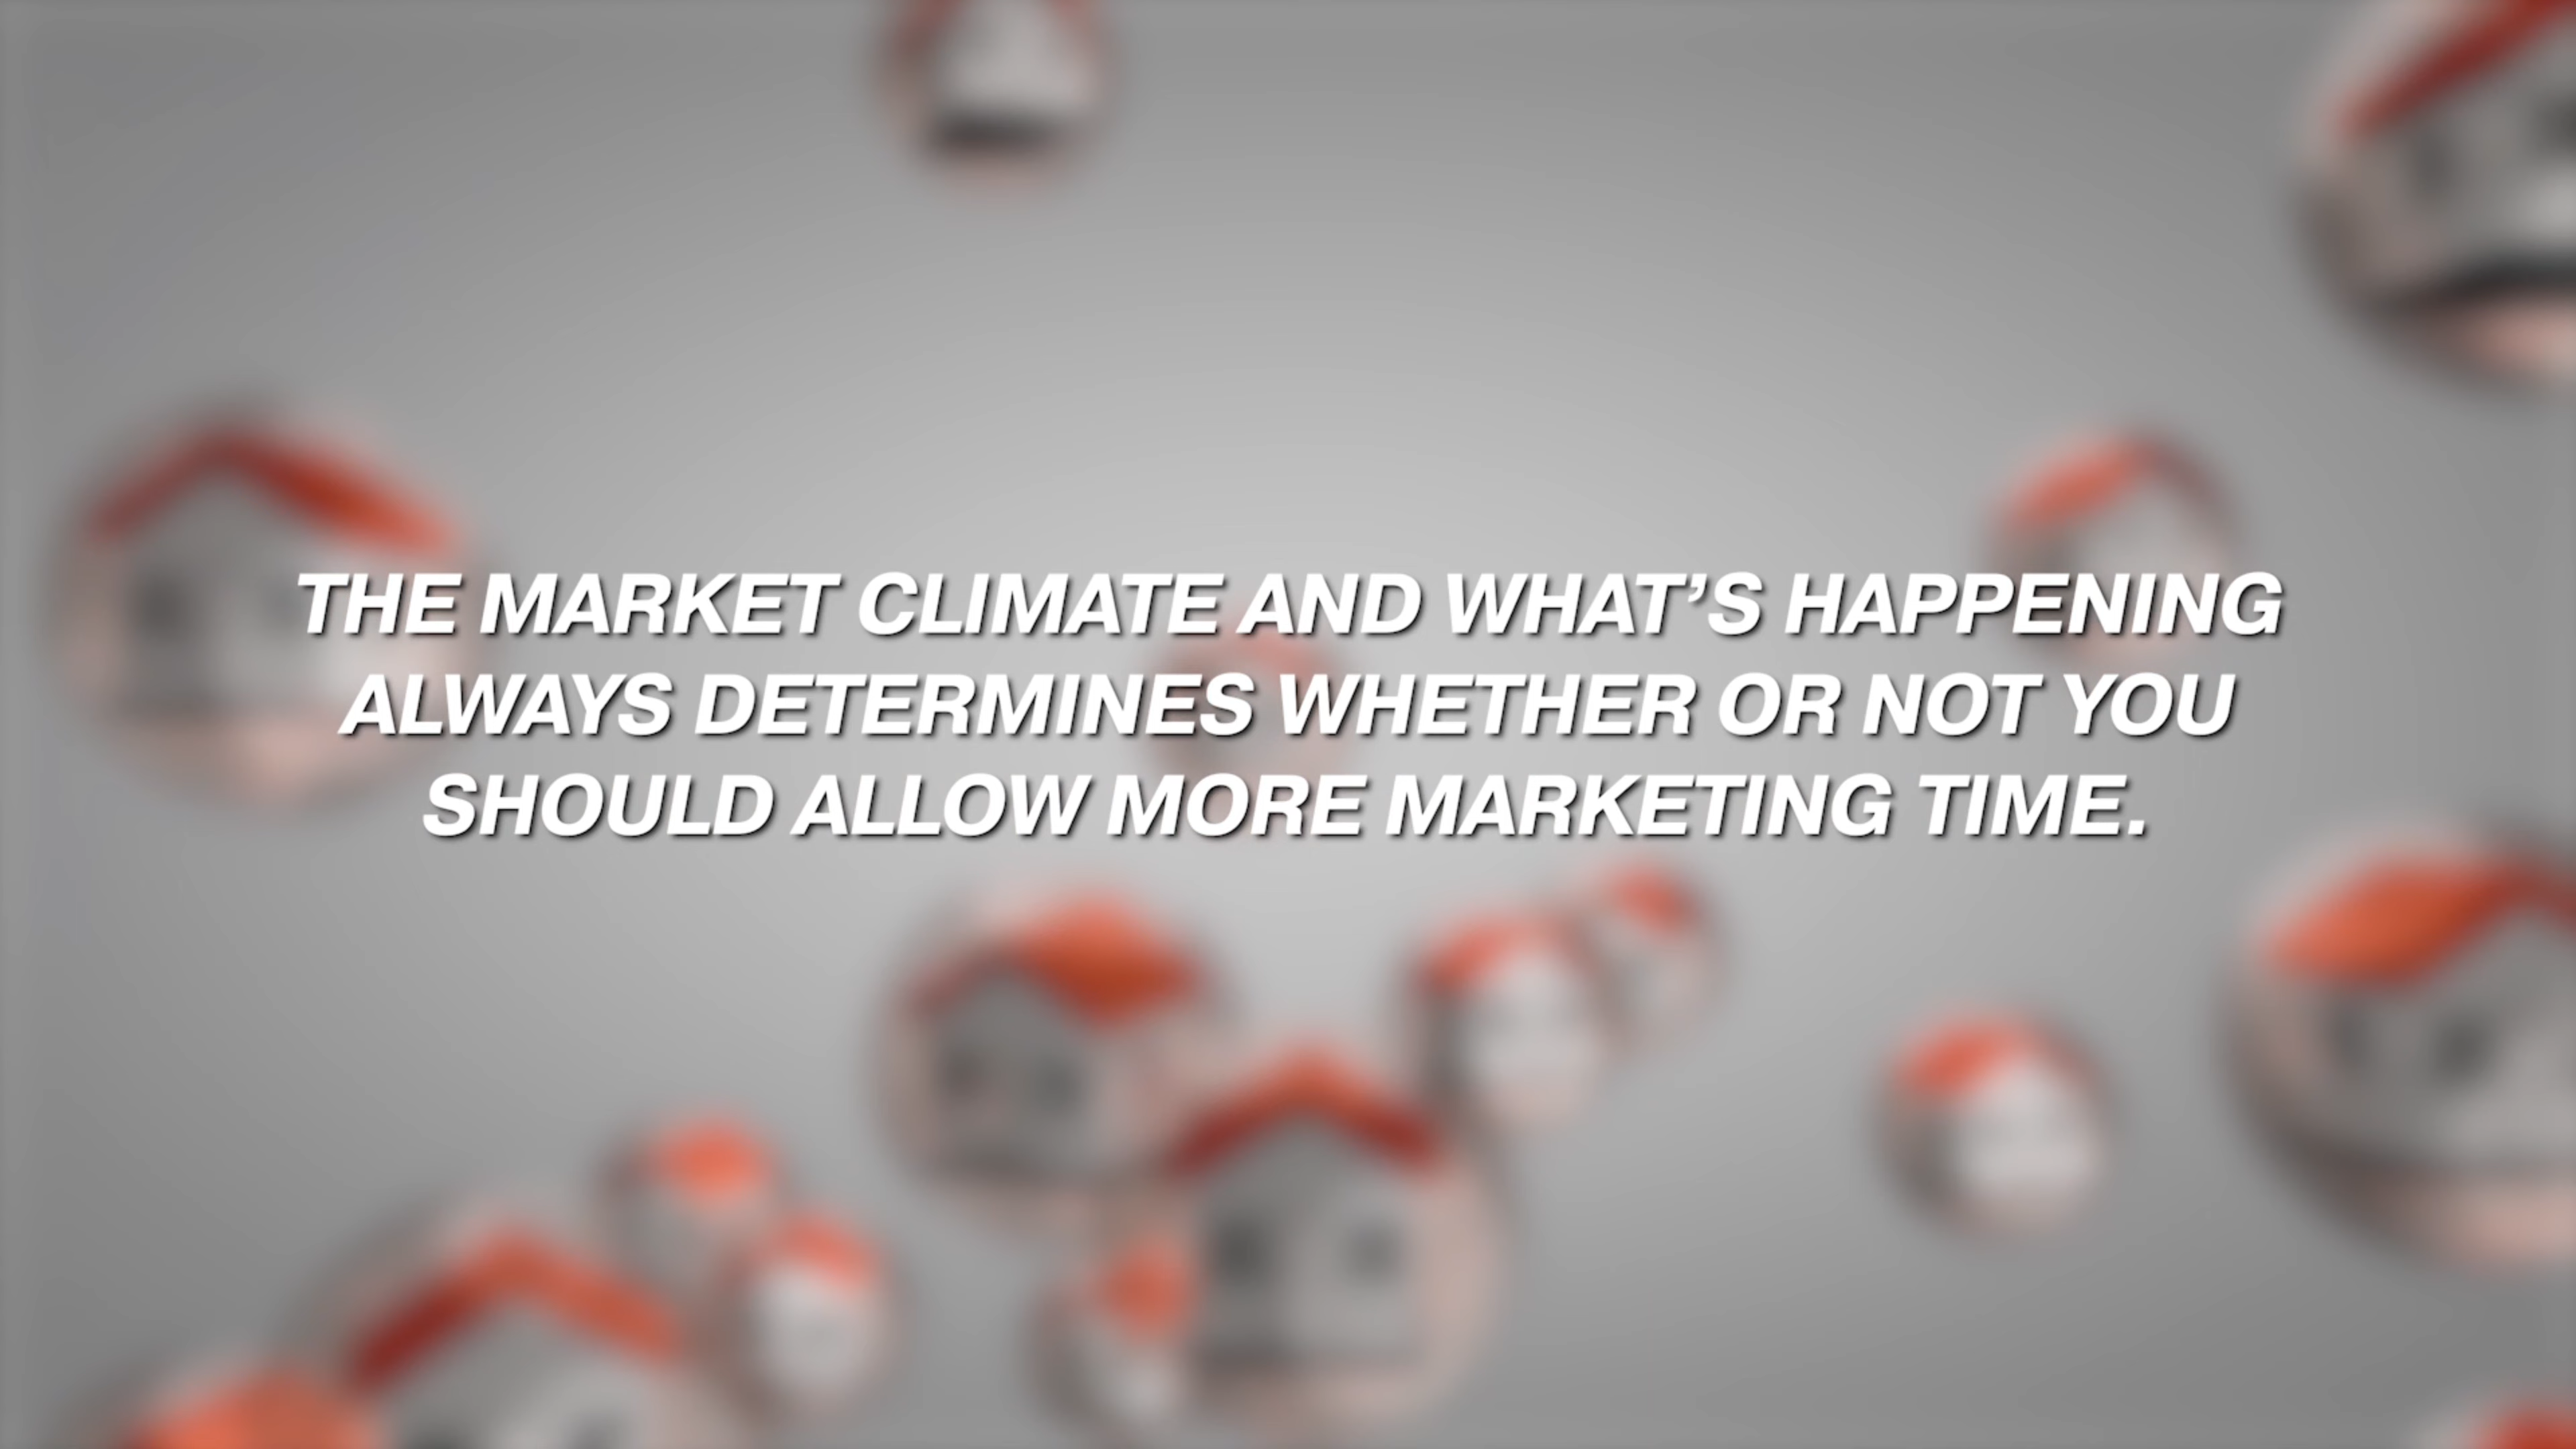 THE MARKET CLIMATE AND WHAT’S HAPPENING
ALWAYS DETERMINES WHETHER OR NOT YOU
SHOULD ALLOW MORE MARKETING TIME.